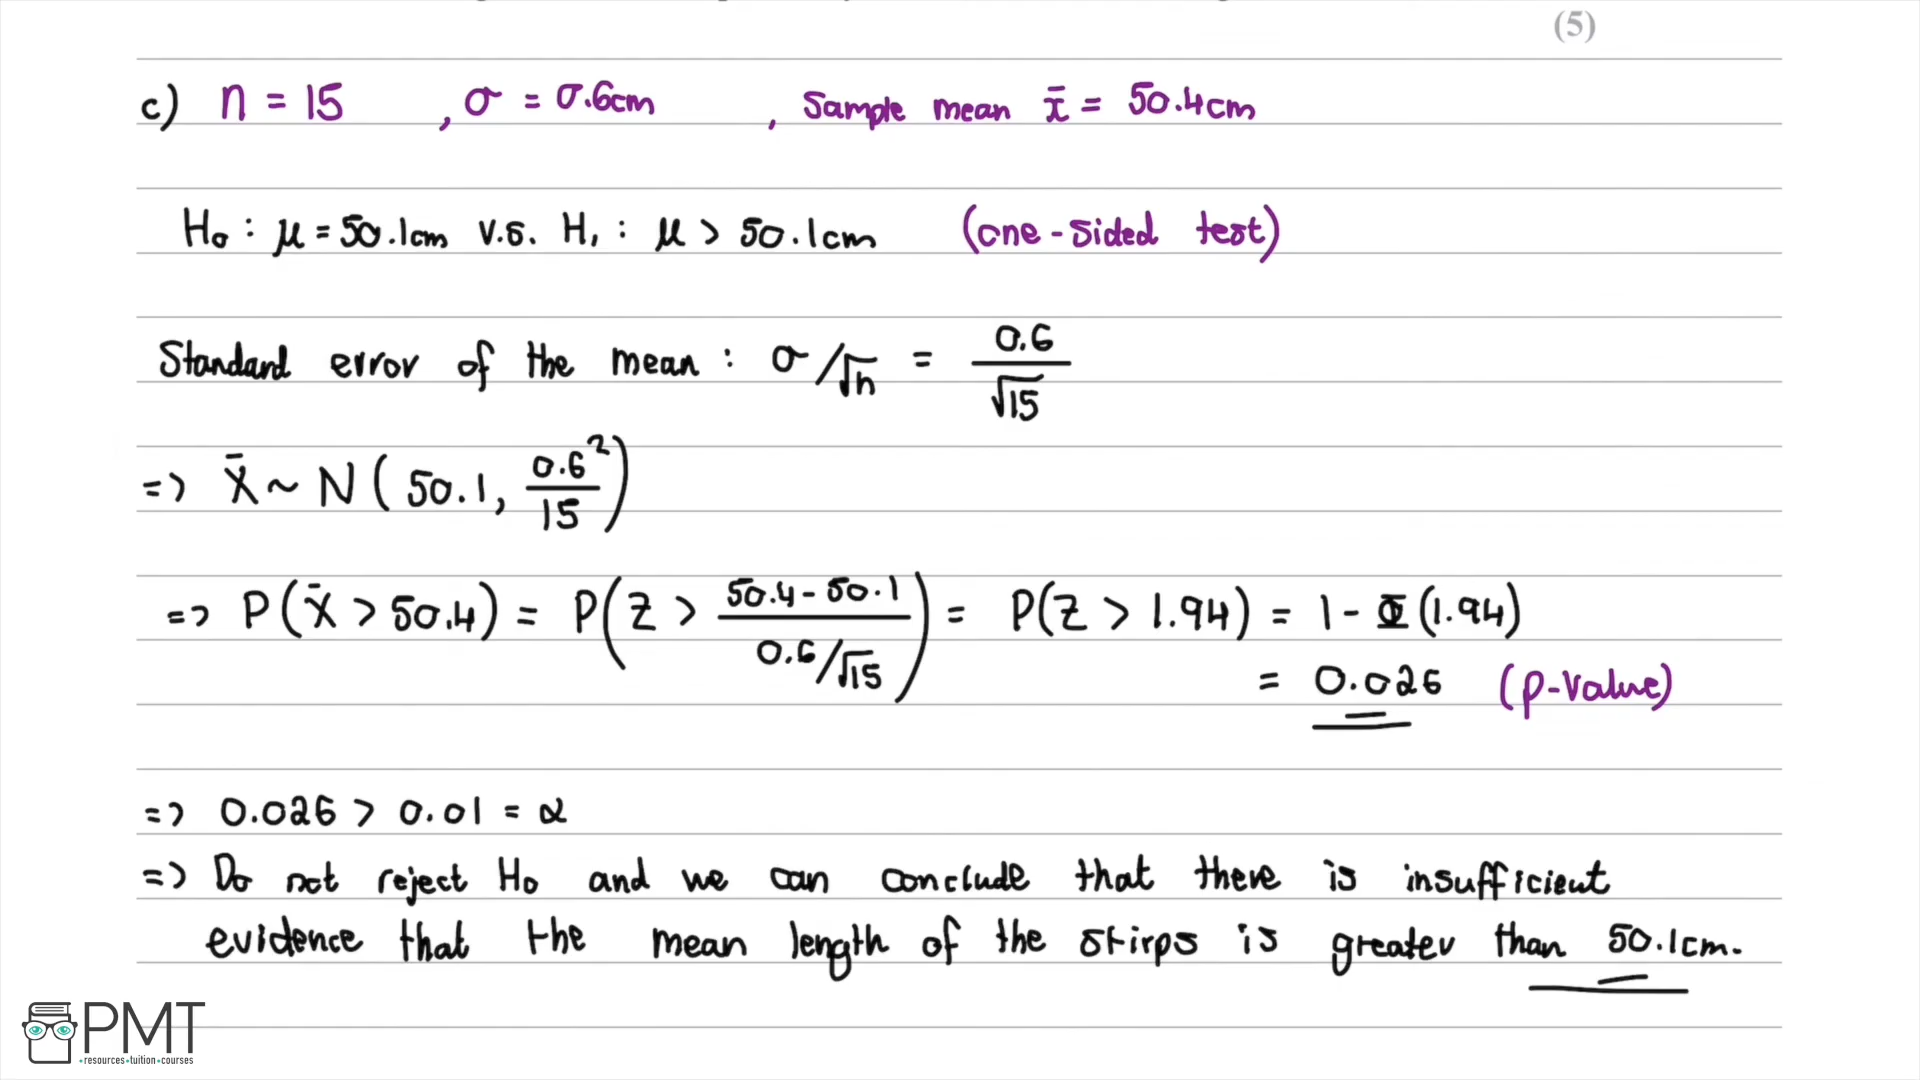 (5)
c) n = 15 , σ = 0.6cm , Sample mean x̄ = 50.4cm
H₀ : μ = 50.1cm v.s. H₁ : μ > 50.1cm (one-sided test)
Standard error of the mean : σ/√n = 0.6/√15
=> X̄ ~ N(50.1, 0.6²/15)
=> P(X̄ > 50.4) = P(Z > (50.4 - 50.1)/(0.6/√15)) = P(Z > 1.94) = 1 - Φ(1.94)
= 0.026 (p-value)
=> 0.026 > 0.01 = α
=> Do not reject H₀ and we can conclude that there is insufficient
evidence that the mean length of the stirps is greater than 50.1cm.
PMT
•resources•tuition•courses